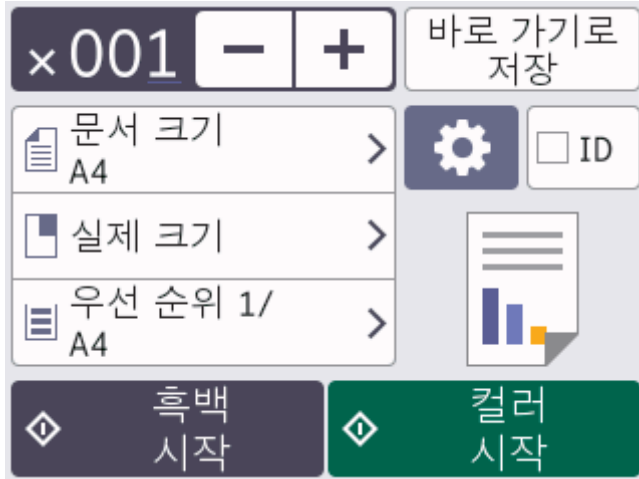 ×001 − +
바로 가기로
저장
문서 크기
A4
ID
실제 크기
우선 순위 1/
A4
흑백
시작
컬러
시작